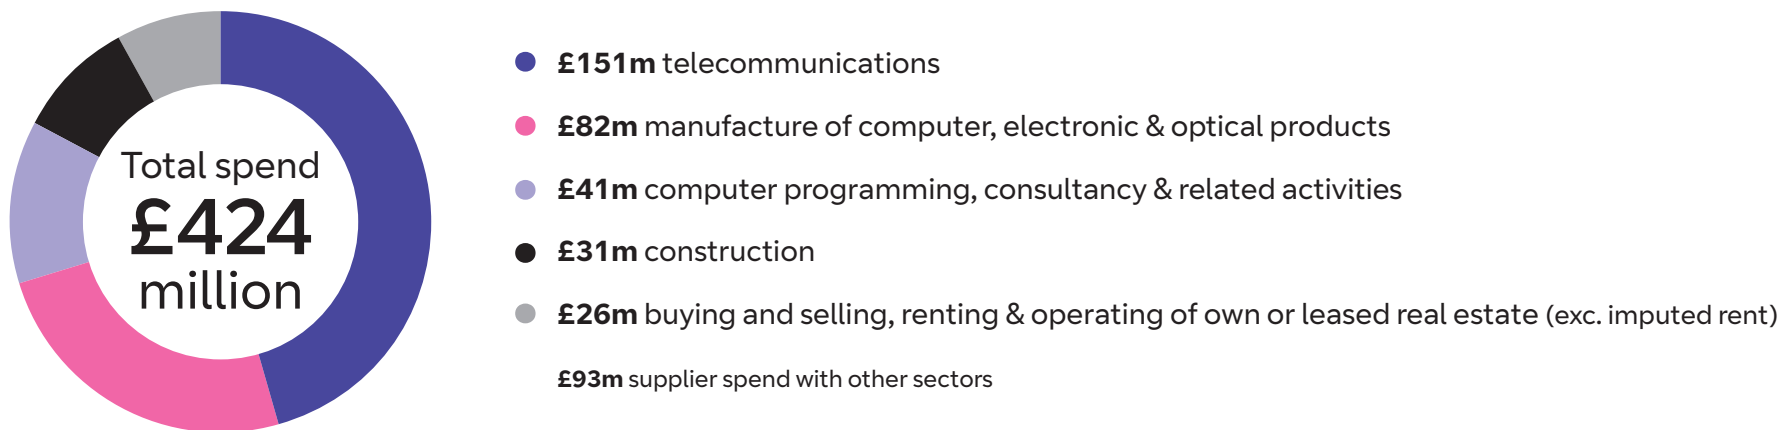 Total spend
£424
million
£151m telecommunications
£82m manufacture of computer, electronic & optical products
£41m computer programming, consultancy & related activities
£31m construction
£26m buying and selling, renting & operating of own or leased real estate (exc. imputed rent)
£93m supplier spend with other sectors